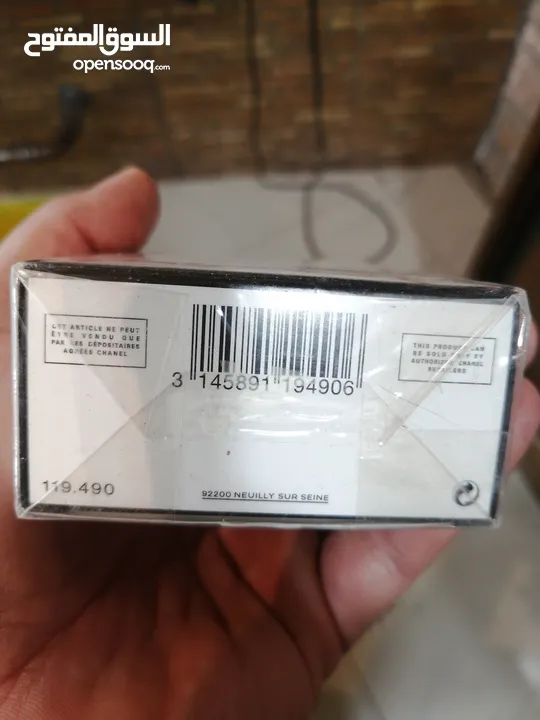 السوق المفتوح
opensooq.com
CET ARTICLE NE PEUT
ÊTRE VENDU QUE
PAR LES DÉPOSITAIRES
AGRÉÉS CHANEL
THIS PRODUCT CAN
BE SOLD ONLY BY
AUTHORIZED CHANEL
RETAILERS
3 145891 194906
119.490
92200 NEUILLY SUR SEINE